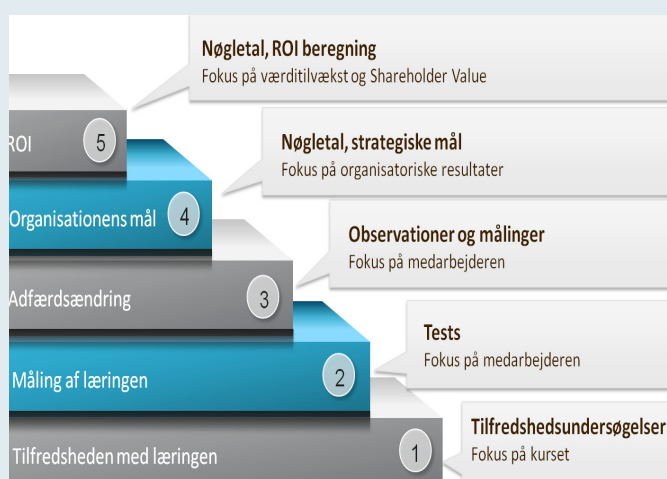 Nøgletal, ROI beregning
Fokus på værditilvækst og Shareholder Value
ROI
5
Nøgletal, strategiske mål
Fokus på organisatoriske resultater
Organisationens mål
4
Observationer og målinger
Fokus på medarbejderen
Adfærdsændring
3
Tests
Fokus på medarbejderen
Måling af læringen
2
Tilfredshedsundersøgelser
Fokus på kurset
Tilfredsheden med læringen
1